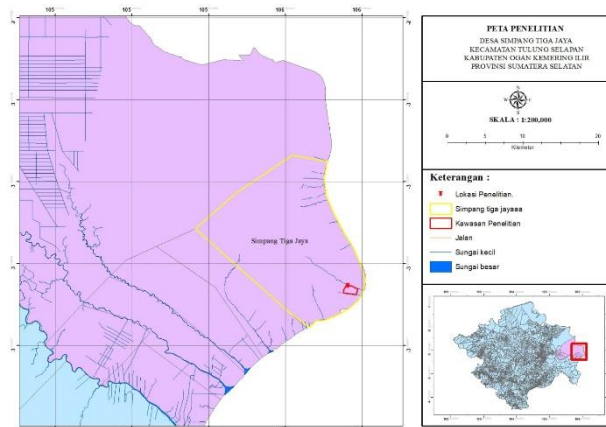 105 105 105 106 106
Simpang Tiga Jaya
PETA PENELITIAN
DESA SIMPANG TIGA JAYA
KECAMATAN TULUNG SELAPAN
KABUPATEN OGAN KEMERING ILIR
PROVINSI SUMATERA SELATAN
N
W E
S
SKALA : 1:200,000
0 5 10 20
Kilometer
Keterangan :
Lokasi Penelitian.
Simpang tiga jayaaa
Kawasan Penelitian
Jalan
Sungai kecil
Sungai besar